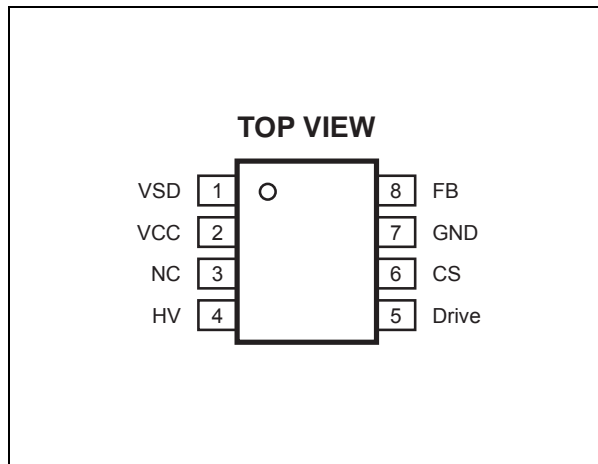 TOP VIEW
VSD 1 8 FB
VCC 2 7 GND
NC 3 6 CS
HV 4 5 Drive